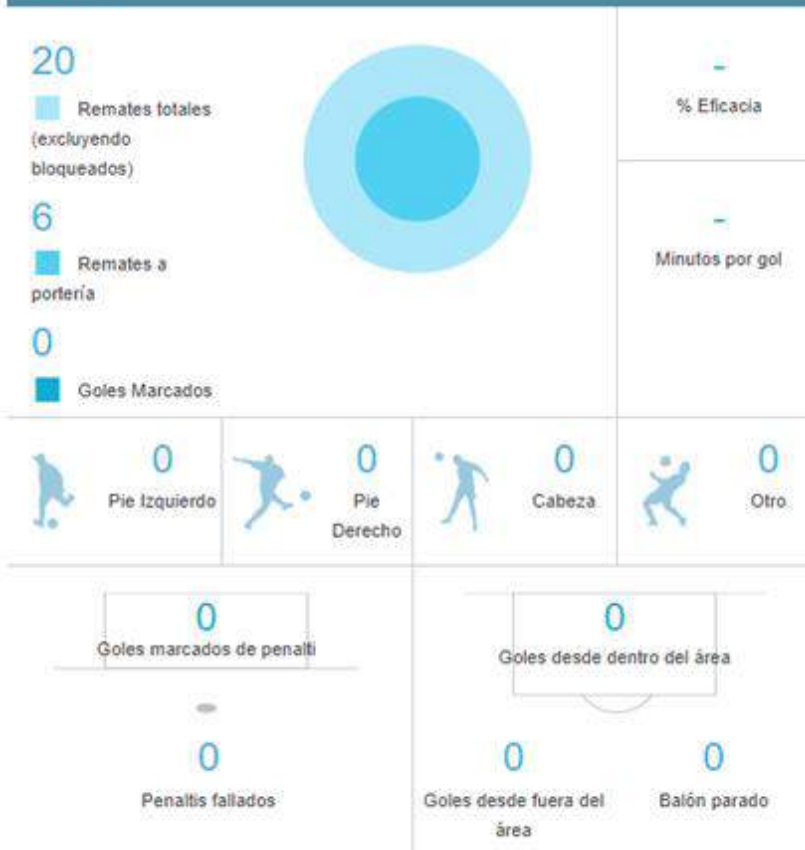 20
Remates totales
(excluyendo
bloqueados)
6
Remates a
portería
0
Goles Marcados
-
% Eficacia
-
Minutos por gol
0
Pie Izquierdo
0
Pie
Derecho
0
Cabeza
0
Otro
0
Goles marcados de penalti
0
Penaltis fallados
0
Goles desde dentro del área
0
Goles desde fuera del
área
0
Balón parado